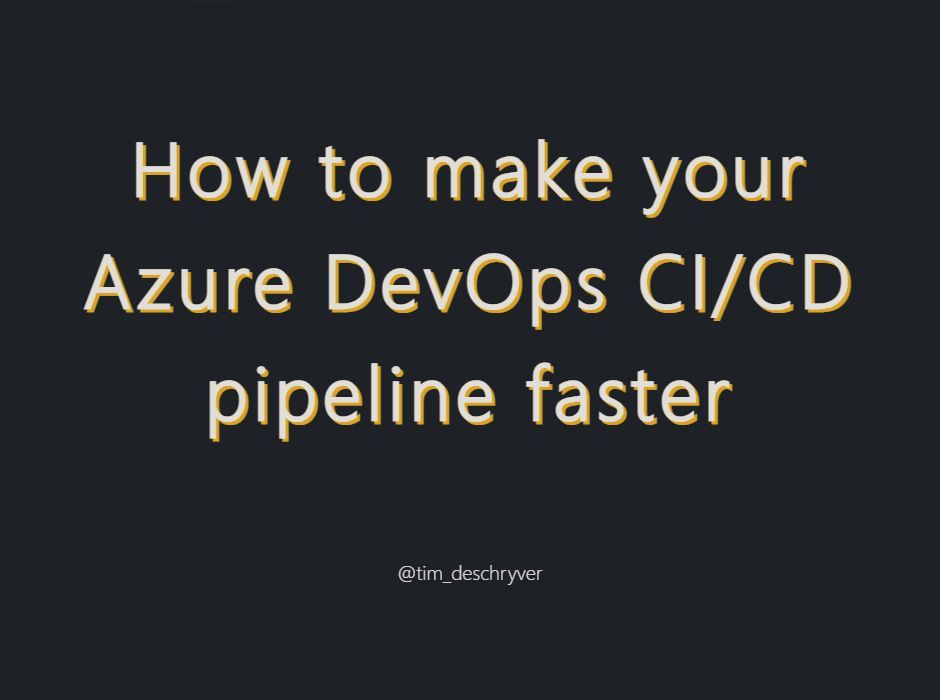 How to make your
Azure DevOps CI/CD
pipeline faster
@tim_deschryver